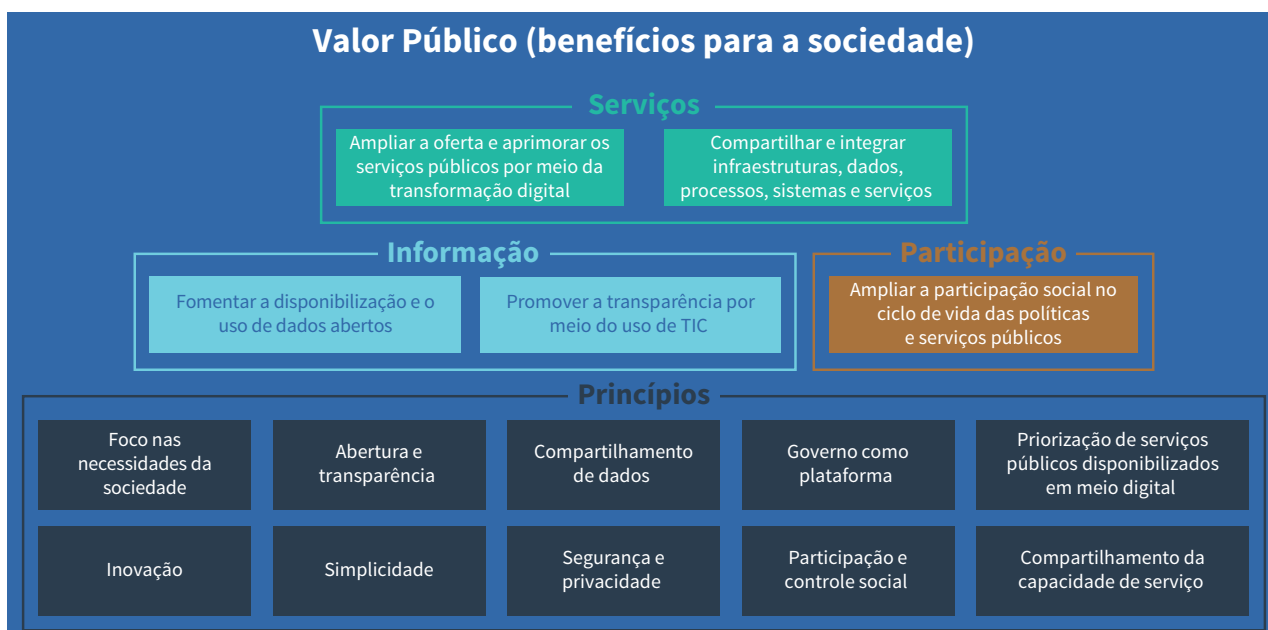 Valor Público (benefícios para a sociedade)
Serviços
Ampliar a oferta e aprimorar os
serviços públicos por meio da
transformação digital
Compartilhar e integrar
infraestruturas, dados,
processos, sistemas e serviços
Informação
Fomentar a disponibilização e o
uso de dados abertos
Promover a transparência por
meio do uso de TIC
Participação
Ampliar a participação social no
ciclo de vida das políticas
e serviços públicos
Princípios
Foco nas
necessidades da
sociedade
Abertura e
transparência
Compartilhamento
de dados
Governo como
plataforma
Priorização de serviços
públicos disponibilizados
em meio digital
Inovação
Simplicidade
Segurança e
privacidade
Participação e
controle social
Compartilhamento da
capacidade de serviço